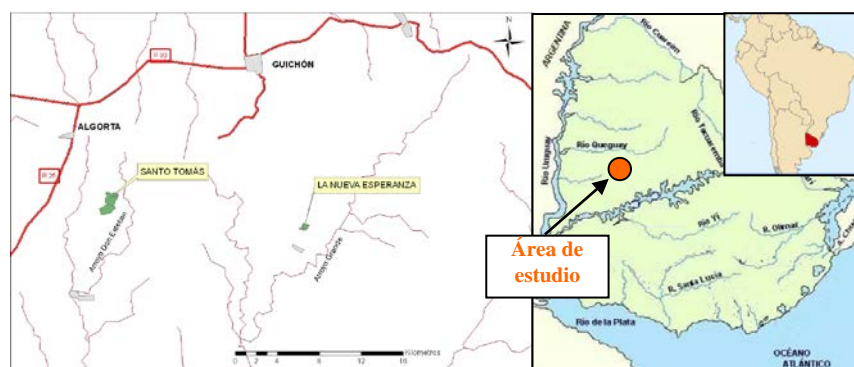 N
R 90
GUICHÓN
ALGORTA
SANTO TOMÁS
LA NUEVA ESPERANZA
Arroyo Don Esteban
Arroyo Grande
Kilometros
0 2 4 8 12 16
ARGENTINA
Río Cuareim
Río Tacuarembó
Río Uruguay
Río Queguay
Río Yí
R. Olimar
Área de
estudio
R. Santa Lucía
Río de la Plata
OCÉANO
ATLÁNTICO